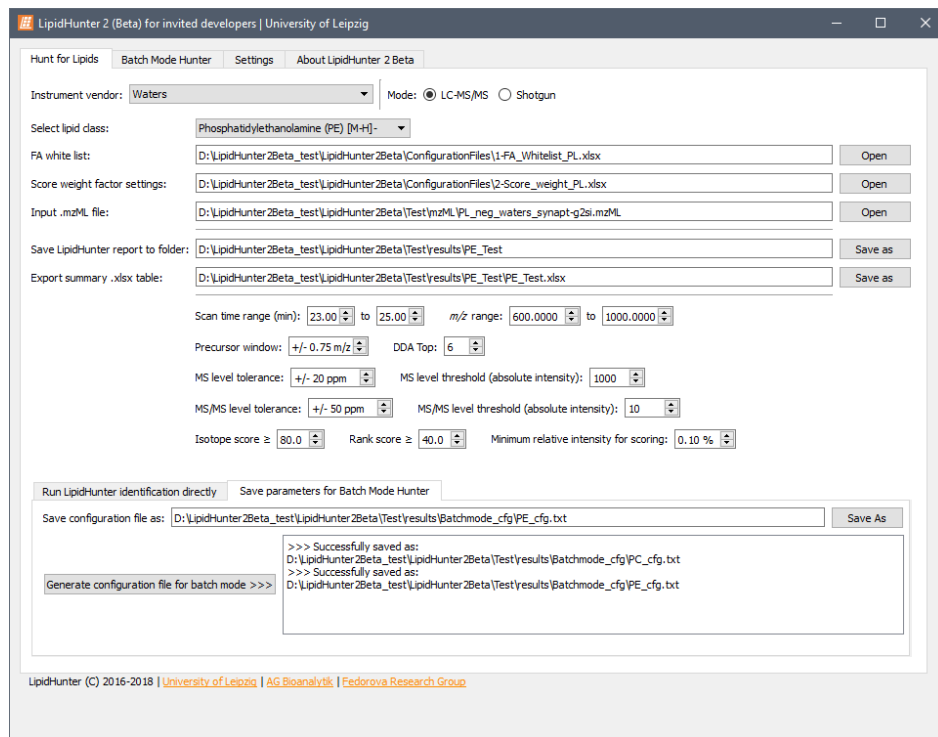 LipidHunter 2 (Beta) for invited developers | University of Leipzig
Hunt for Lipids Batch Mode Hunter Settings About LipidHunter 2 Beta
Instrument vendor: Waters Mode: LC-MS/MS Shotgun
Select lipid class: Phosphatidylethanolamine (PE) [M-H]-
FA white list: D:\LipidHunter2Beta_test\LipidHunter2Beta\ConfigurationFiles\1-FA_Whitelist_PL.xlsx Open
Score weight factor settings: D:\LipidHunter2Beta_test\LipidHunter2Beta\ConfigurationFiles\2-Score_weight_PL.xlsx Open
Input .mzML file: D:\LipidHunter2Beta_test\LipidHunter2Beta\Test\mzML\PL_neg_waters_synapt-g2si.mzML Open
Save LipidHunter report to folder: D:\LipidHunter2Beta_test\LipidHunter2Beta\Test\results\PE_Test Save as
Export summary .xlsx table: D:\LipidHunter2Beta_test\LipidHunter2Beta\Test\results\PE_Test\PE_Test.xlsx Save as
Scan time range (min): 23.00 to 25.00 m/z range: 600.0000 to 1000.0000
Precursor window: +/- 0.75 m/z DDA Top: 6
MS level tolerance: +/- 20 ppm MS level threshold (absolute intensity): 1000
MS/MS level tolerance: +/- 50 ppm MS/MS level threshold (absolute intensity): 10
Isotope score ≥ 80.0 Rank score ≥ 40.0 Minimum relative intensity for scoring: 0.10 %
Run LipidHunter identification directly Save parameters for Batch Mode Hunter
Save configuration file as: D:\LipidHunter2Beta_test\LipidHunter2Beta\Test\results\Batchmode_cfg\PE_cfg.txt Save As
Generate configuration file for batch mode >>>
>>> Successfully saved as:
D:\LipidHunter2Beta_test\LipidHunter2Beta\Test\results\Batchmode_cfg\PC_cfg.txt
>>> Successfully saved as:
D:\LipidHunter2Beta_test\LipidHunter2Beta\Test\results\Batchmode_cfg\PE_cfg.txt
LipidHunter (C) 2016-2018 | University of Leipzig | AG Bioanalytik | Fedorova Research Group